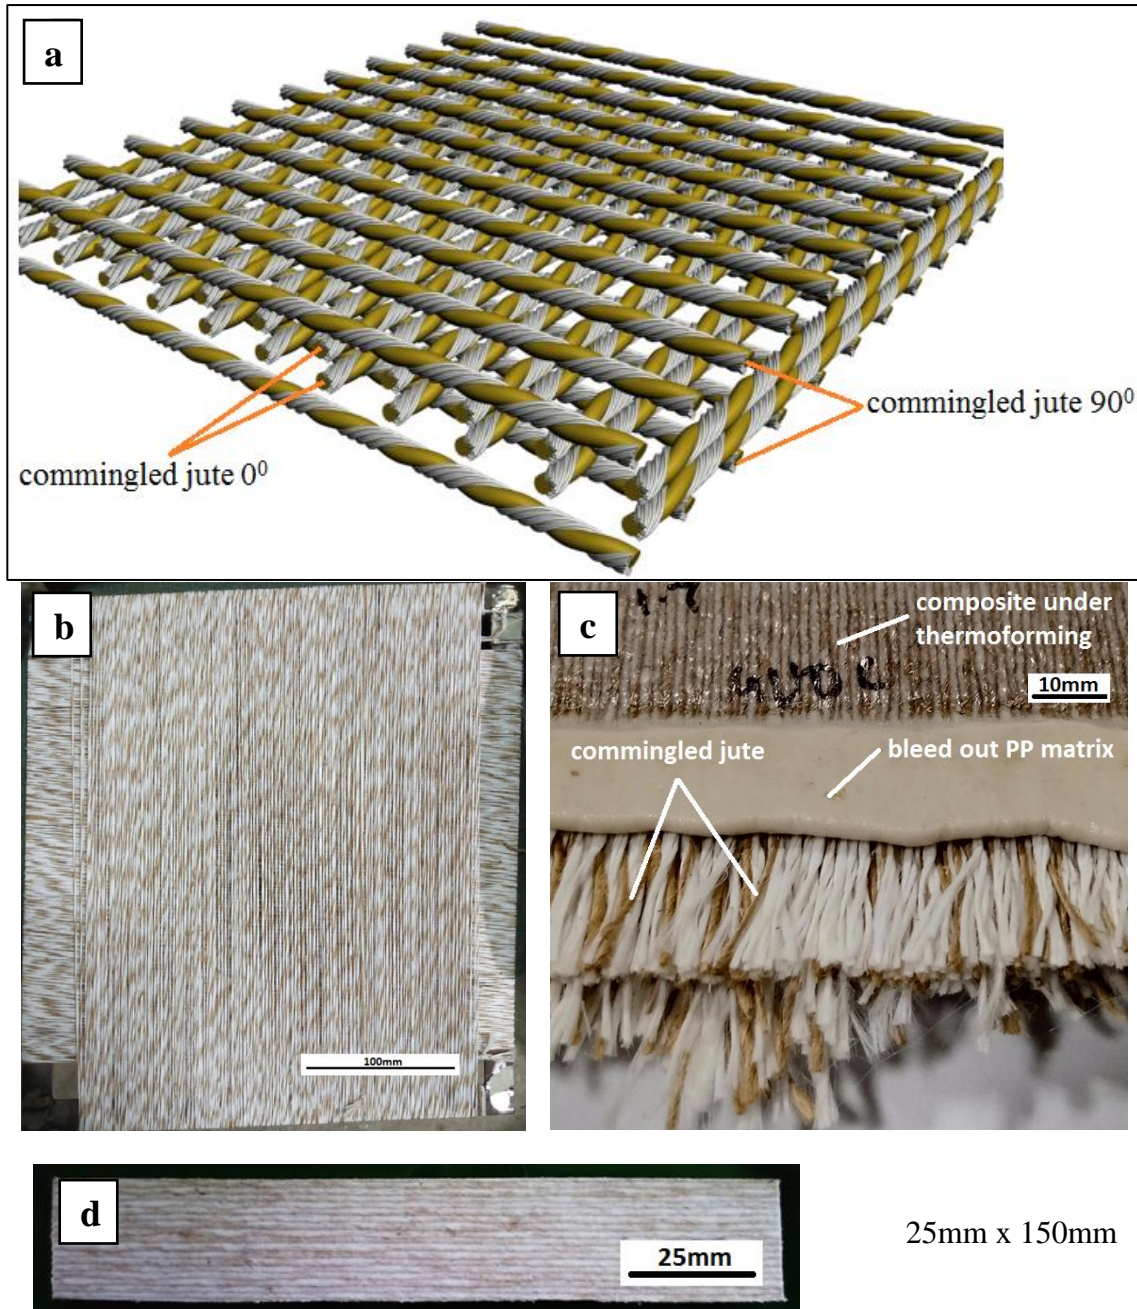 a
commingled jute 0⁰
commingled jute 90⁰
b
100mm
c
composite under
thermoforming
10mm
commingled jute
bleed out PP matrix
d
25mm
25mm x 150mm